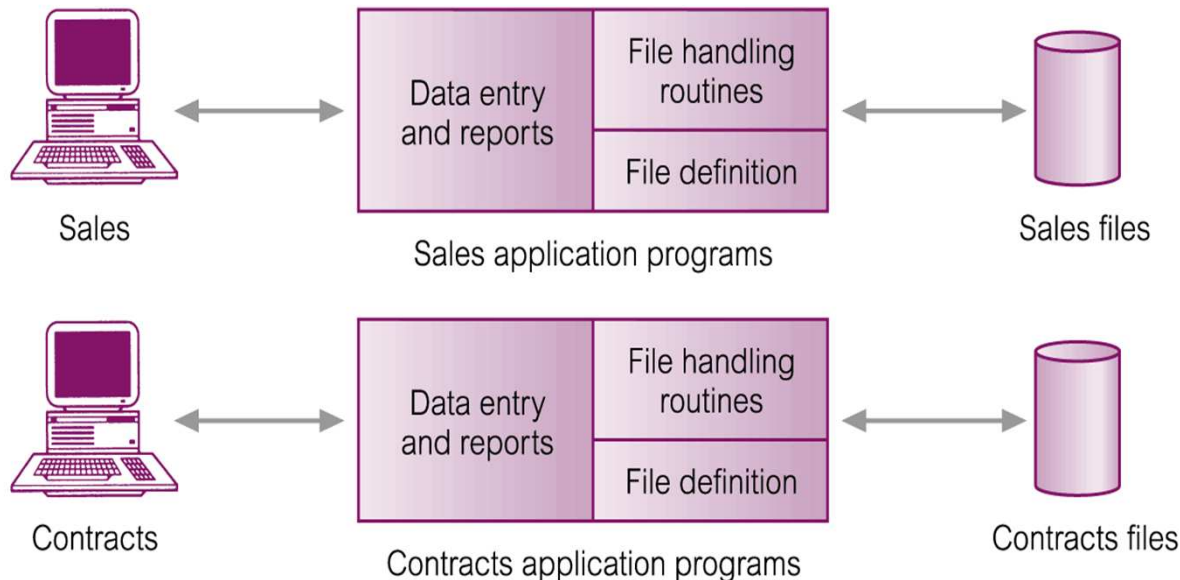 Sales
Data entry
and reports
File handling
routines
File definition
Sales application programs
Sales files
Contracts
Data entry
and reports
File handling
routines
File definition
Contracts application programs
Contracts files